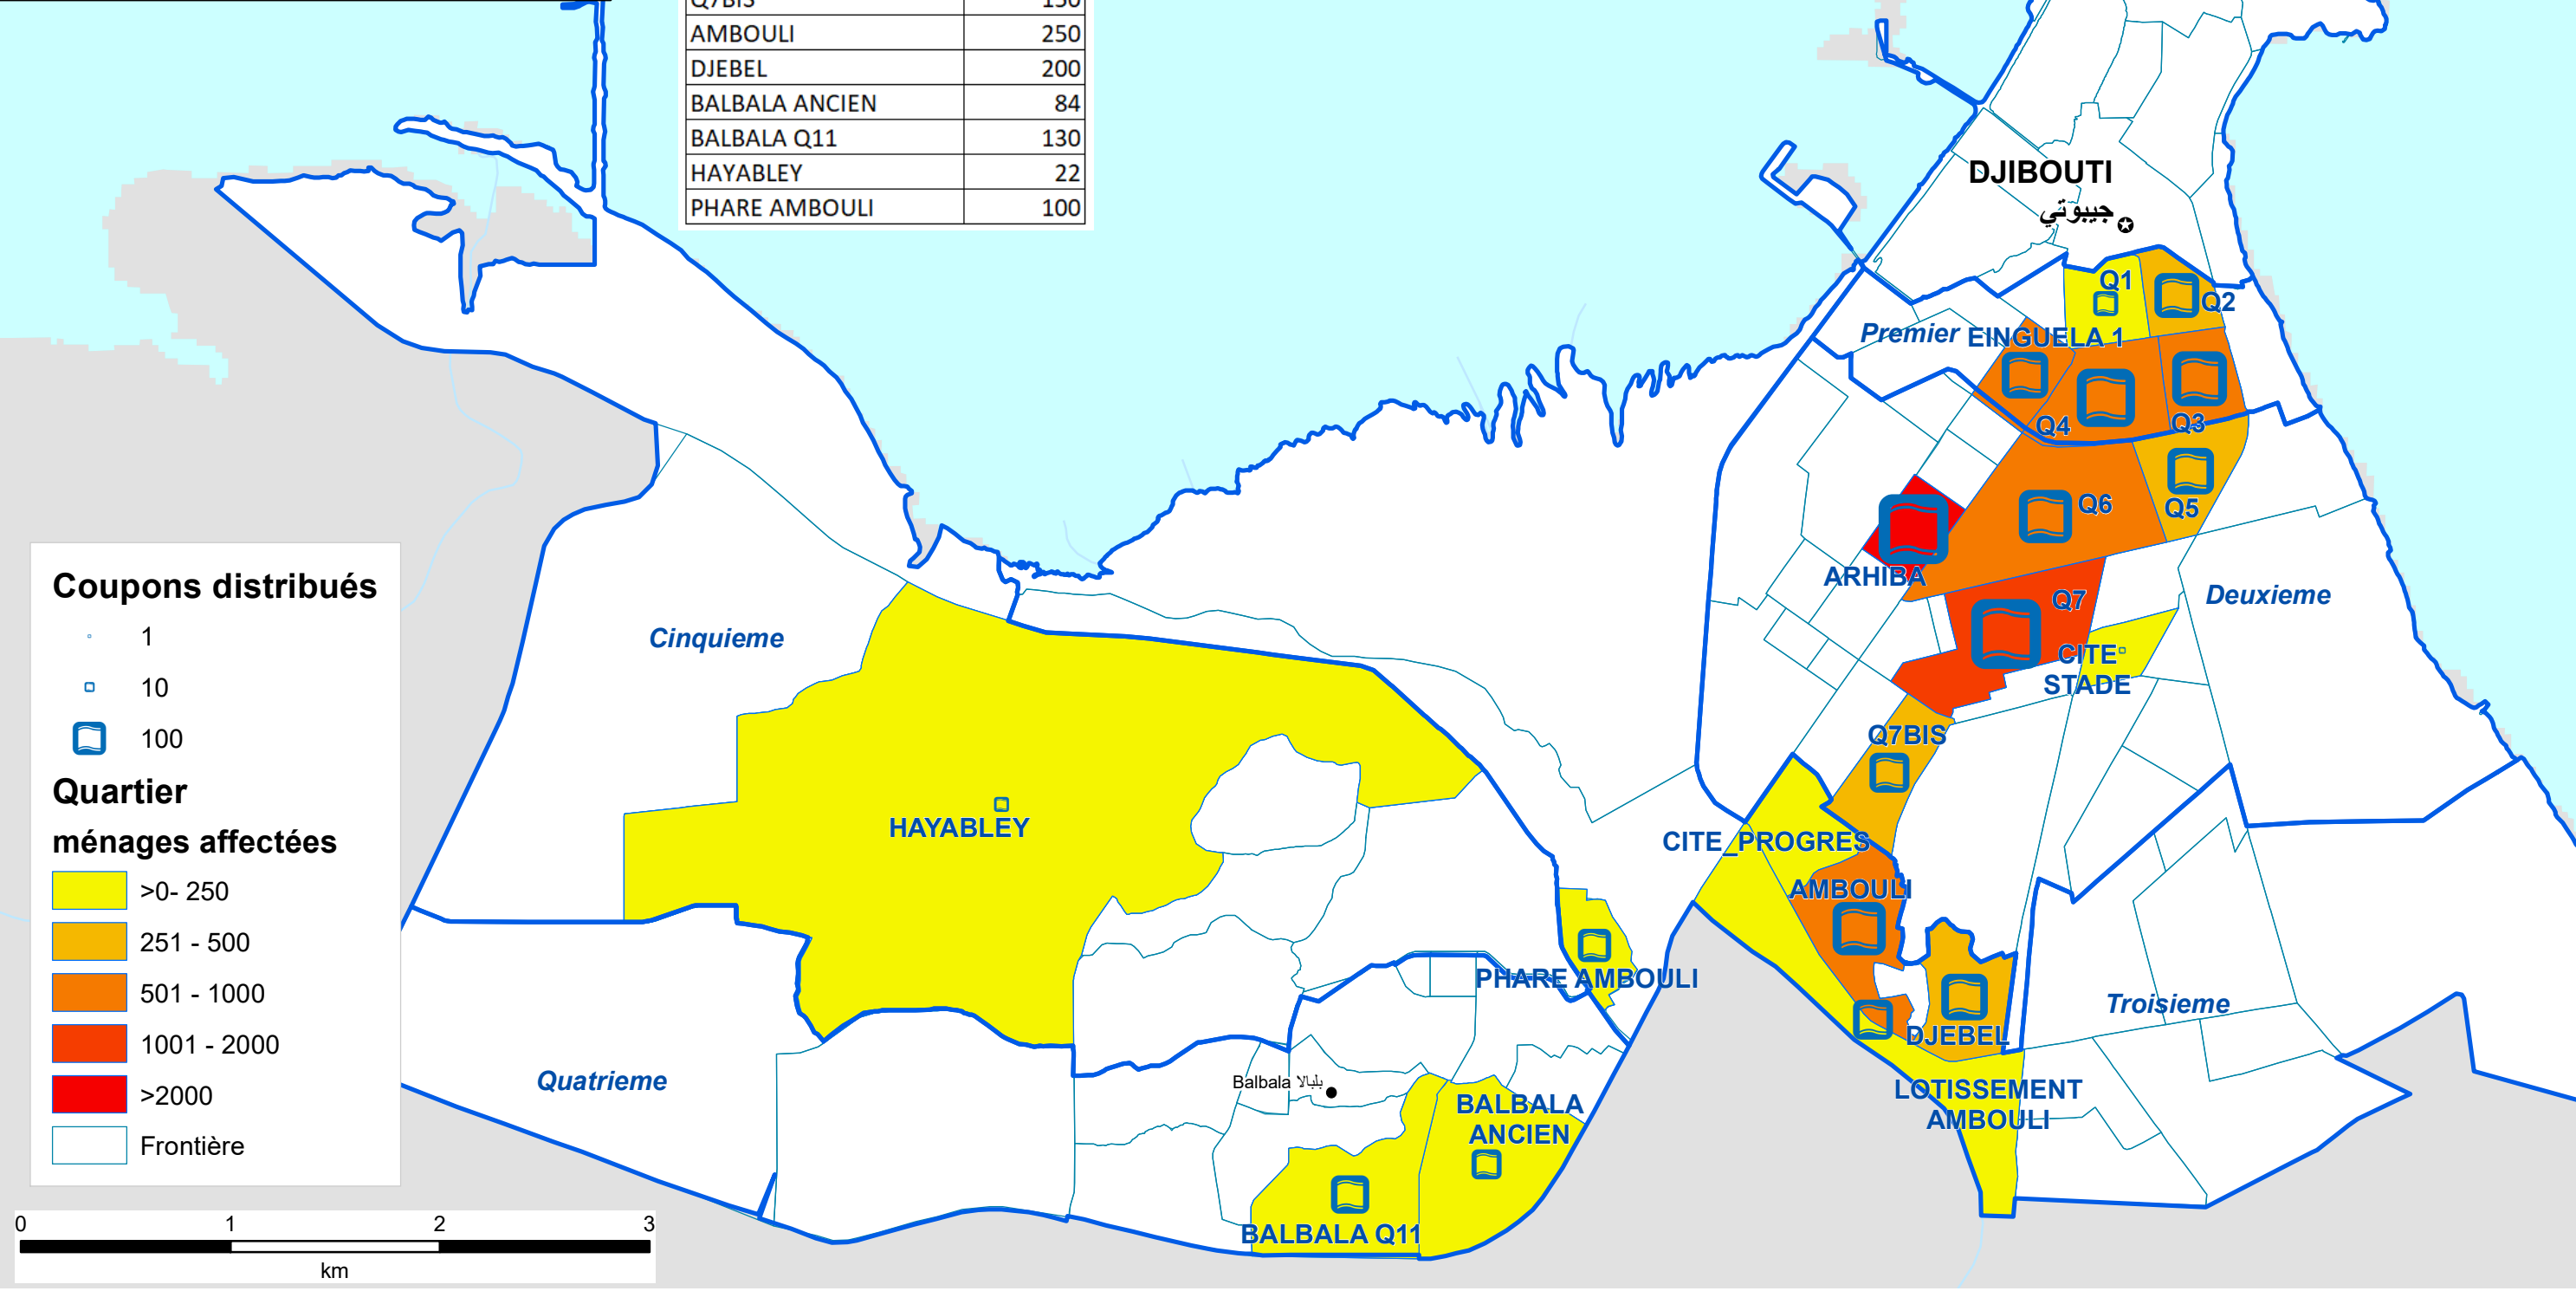 Q7BIS 150
AMBOULI 250
DJEBEL 200
BALBALA ANCIEN 84
BALBALA Q11 130
HAYABLEY 22
PHARE AMBOULI 100
DJIBOUTI
جيبوتي
Q1
Q2
Premier
EINGUELA 1
Q4
Q3
Q6
Q5
ARHIBA
Q7
Deuxieme
CITE
STADE
Cinquieme
Q7BIS
HAYABLEY
CITE_PROGRES
AMBOULI
PHARE AMBOULI
DJEBEL
Troisieme
Quatrieme
Balbala بلبالا
LOTISSEMENT
AMBOULI
BALBALA
ANCIEN
BALBALA Q11
Coupons distribués
1
10
100
Quartier
ménages affectées
>0- 250
251 - 500
501 - 1000
1001 - 2000
>2000
Frontière
0 1 2 3
km